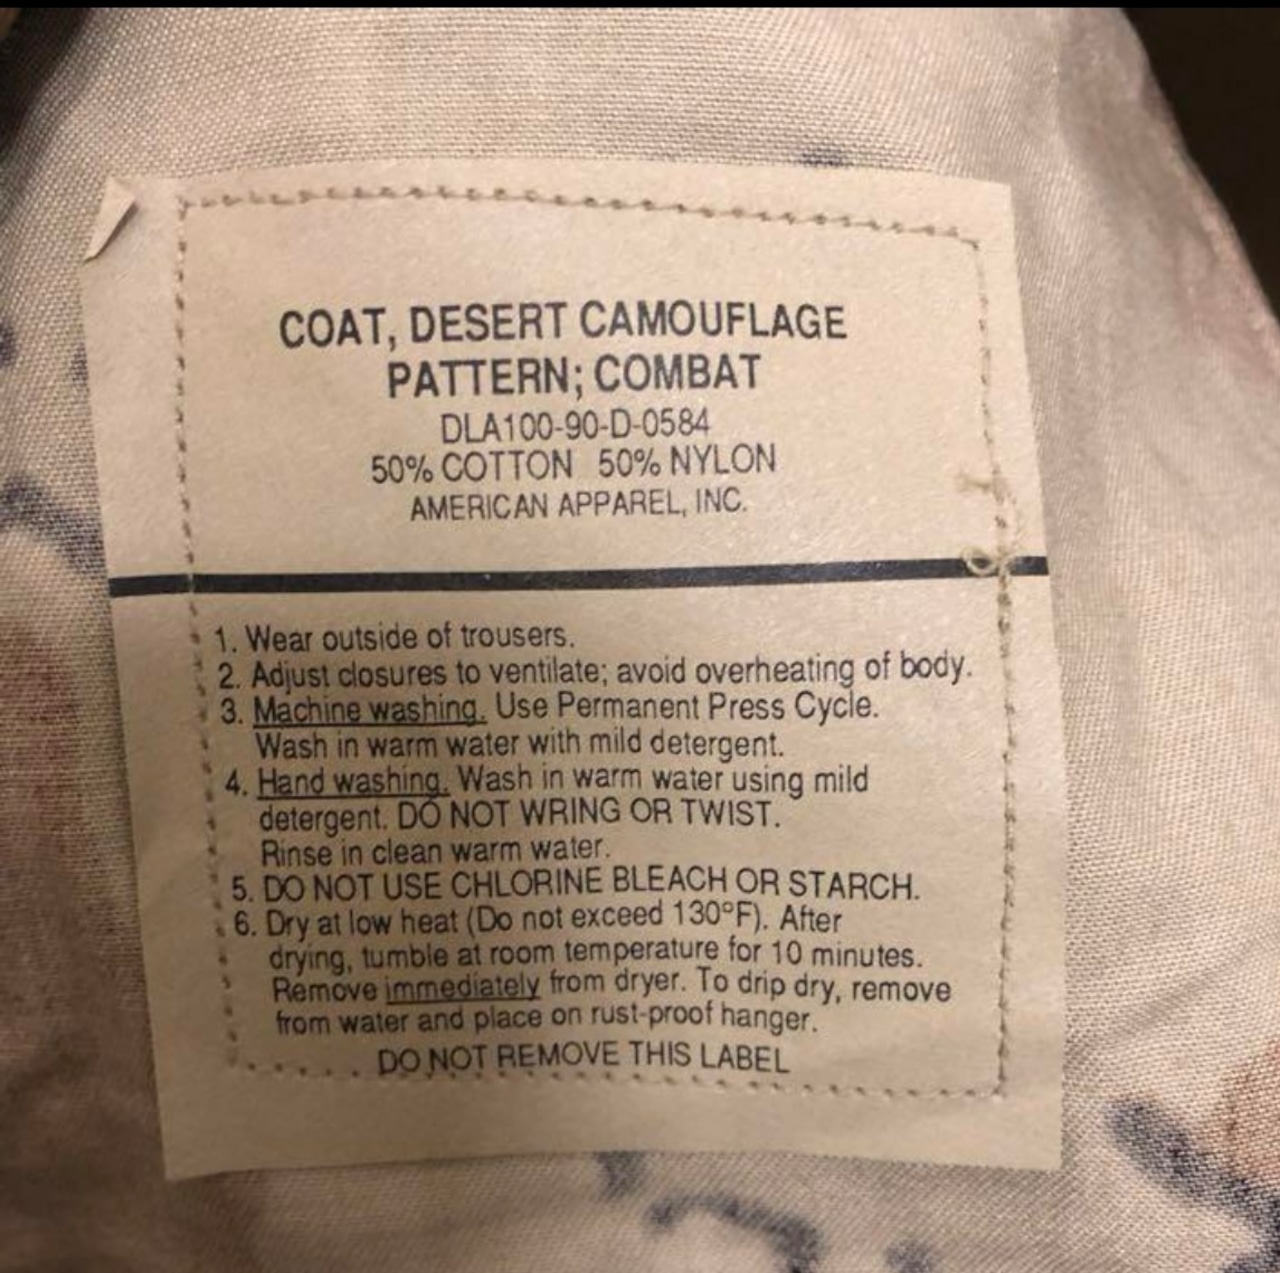 COAT, DESERT CAMOUFLAGE
PATTERN; COMBAT
DLA100-90-D-0584
50% COTTON 50% NYLON
AMERICAN APPAREL, INC.
1. Wear outside of trousers.
2. Adjust closures to ventilate; avoid overheating of body.
3. Machine washing. Use Permanent Press Cycle.
Wash in warm water with mild detergent.
4. Hand washing. Wash in warm water using mild
detergent. DO NOT WRING OR TWIST.
Rinse in clean warm water.
5. DO NOT USE CHLORINE BLEACH OR STARCH.
6. Dry at low heat (Do not exceed 130°F). After
drying, tumble at room temperature for 10 minutes.
Remove immediately from dryer. To drip dry, remove
from water and place on rust-proof hanger.
DO NOT REMOVE THIS LABEL